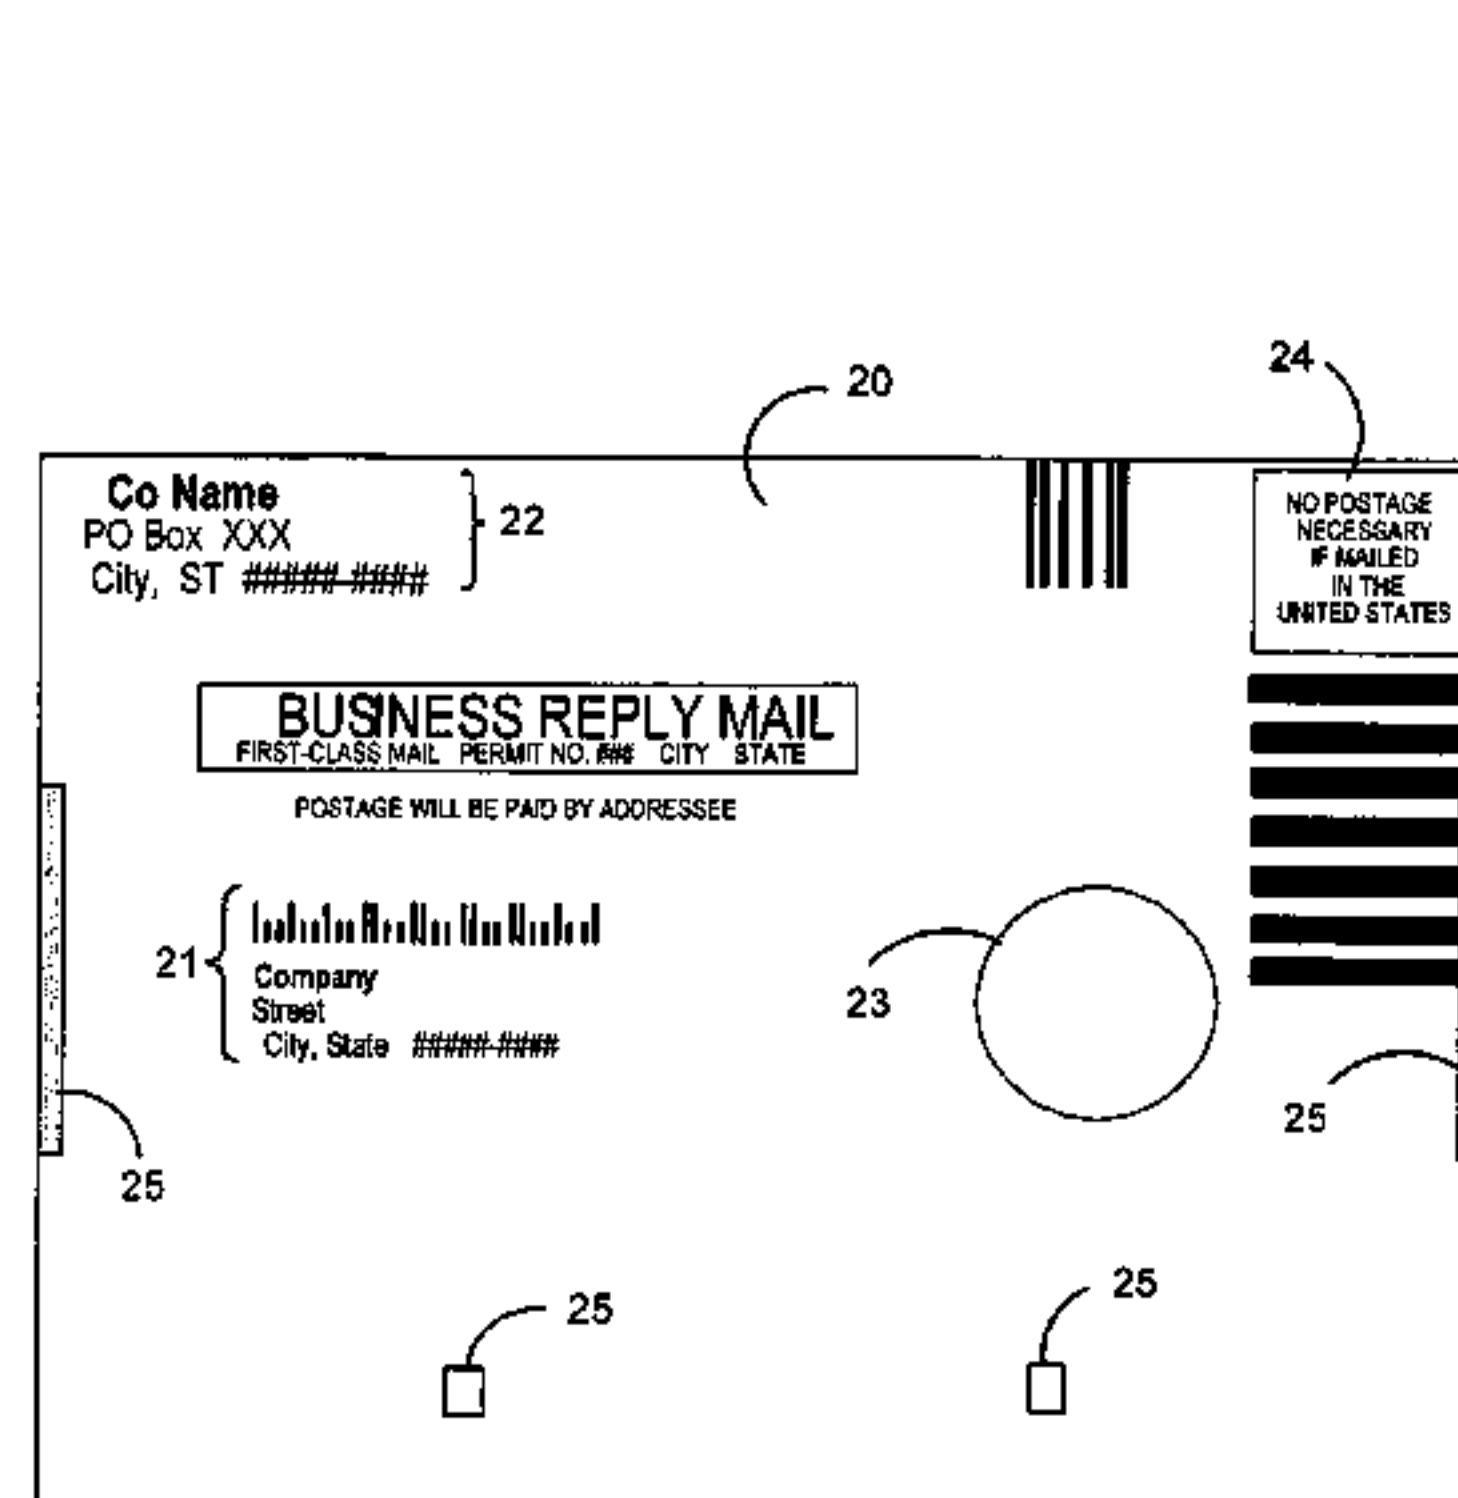 24
20
Co Name
PO Box XXX
City, ST #####-####
22
NO POSTAGE
NECESSARY
IF MAILED
IN THE
UNITED STATES
BUSINESS REPLY MAIL
FIRST-CLASS MAIL PERMIT NO. ### CITY STATE
POSTAGE WILL BE PAID BY ADDRESSEE
21
Company
Street
City, State #####-####
23
25
25
25
25